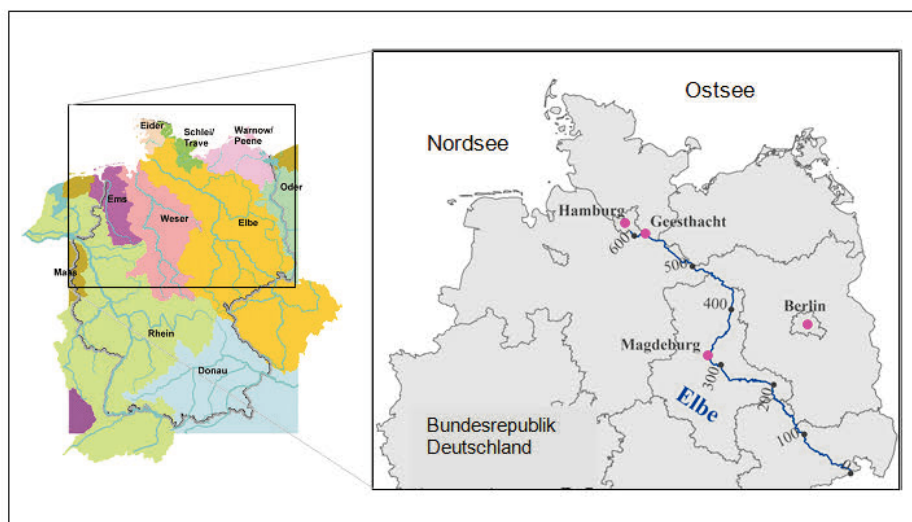 Eider
Schlei/
Trave
Warnow/
Peene
Oder
Ems
Weser
Elbe
Maas
Rhein
Donau
Ostsee
Nordsee
Hamburg
Geesthacht
600
500
400
Berlin
Magdeburg
300
200
Elbe
100
0
Bundesrepublik
Deutschland